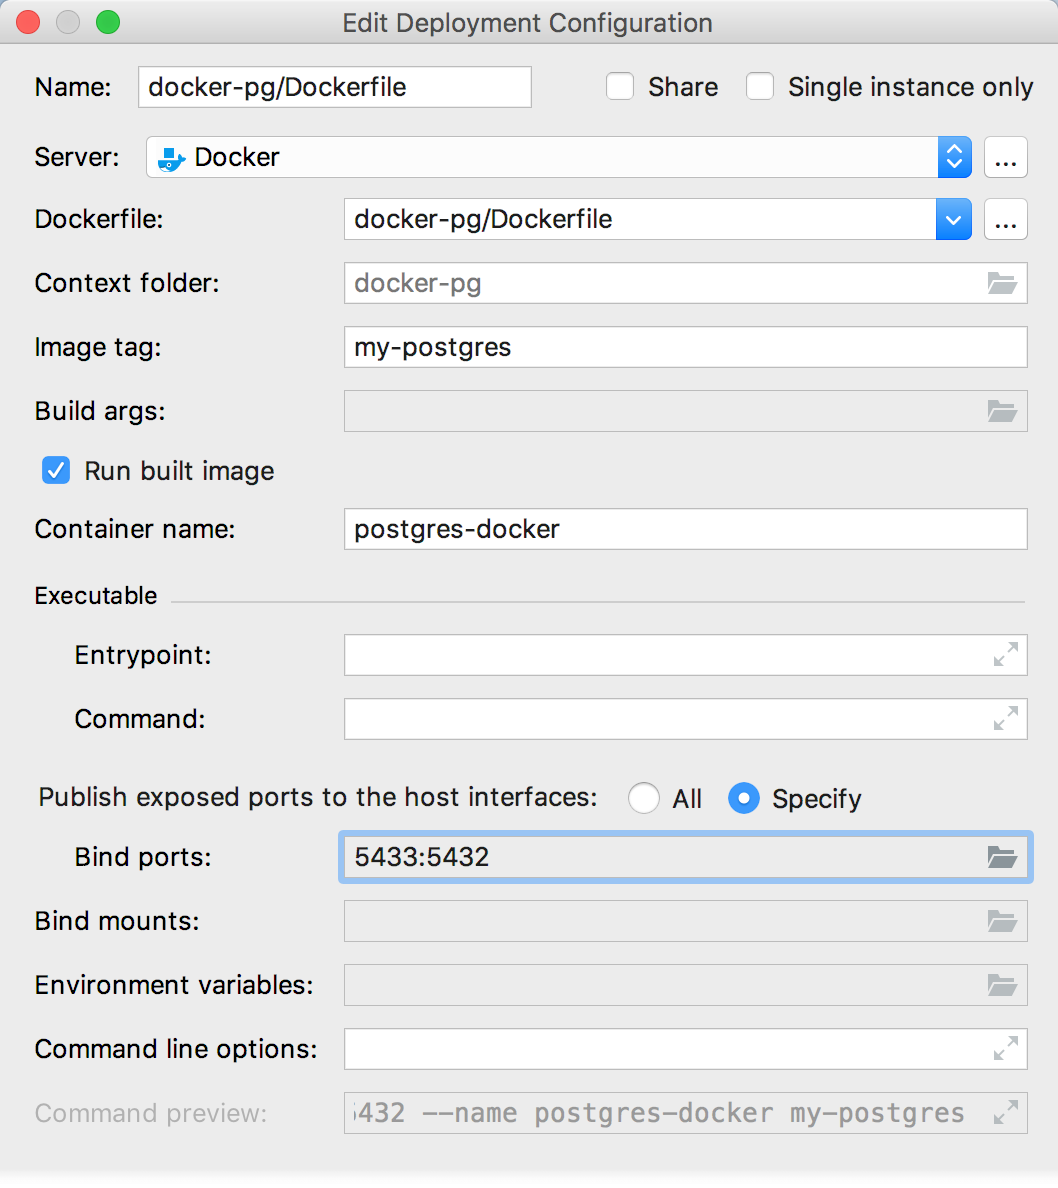 Edit Deployment Configuration
Name: docker-pg/Dockerfile Share Single instance only
Server: Docker ...
Dockerfile: docker-pg/Dockerfile ...
Context folder: docker-pg
Image tag: my-postgres
Build args:
Run built image
Container name: postgres-docker
Executable
Entrypoint:
Command:
Publish exposed ports to the host interfaces: All Specify
Bind ports: 5433:5432
Bind mounts:
Environment variables:
Command line options:
Command preview: 432 --name postgres-docker my-postgres